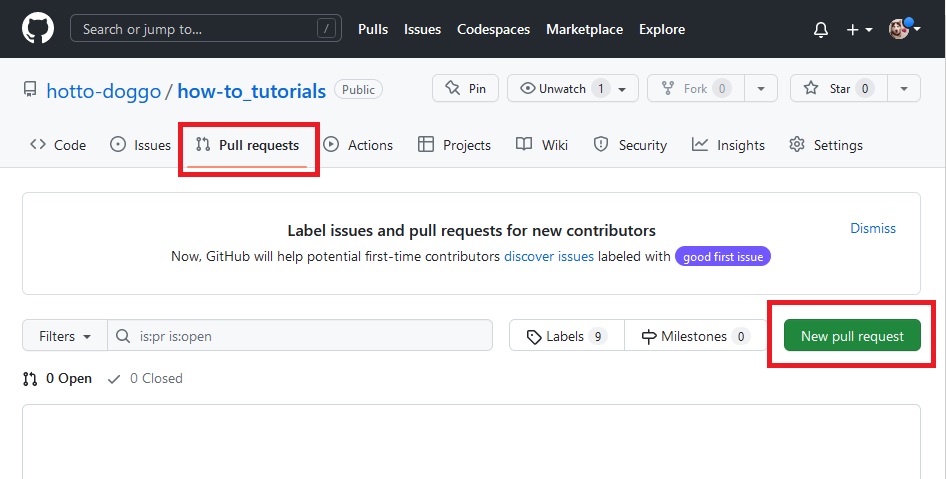 Search or jump to... / Pulls Issues Codespaces Marketplace Explore
hotto-doggo / how-to_tutorials Public Pin Unwatch 1 Fork 0 Star 0
Code Issues Pull requests Actions Projects Wiki Security Insights Settings
Label issues and pull requests for new contributors Dismiss
Now, GitHub will help potential first-time contributors discover issues labeled with good first issue
Filters is:pr is:open Labels 9 Milestones 0 New pull request
0 Open 0 Closed